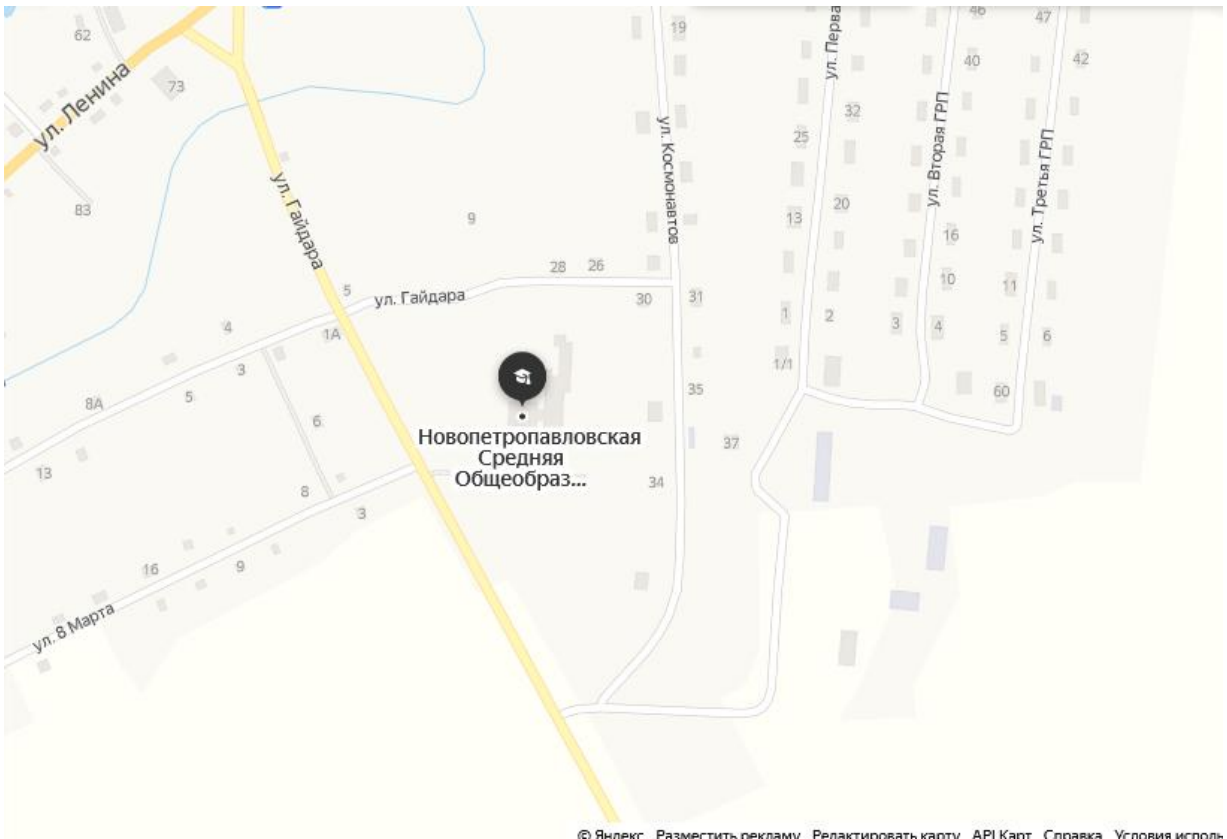 62
73
ул. Ленина
83
ул. Гайдара
19
ул. Космонавтов
ул. Перва
46
47
40
42
32
25
ул. Вторая ГРП
ул. Третья ГРП
20
13
9
16
28
26
10
11
5
ул. Гайдара
30
31
1
2
3
4
5
6
4
1А
3
1/1
35
60
8А
5
6
Новопетропавловская
Средняя
Общеобраз...
37
13
8
34
3
16
9
ул. 8 Марта
© Яндекс Разместить рекламу Редактировать карту API Карт Справка Условия исполь